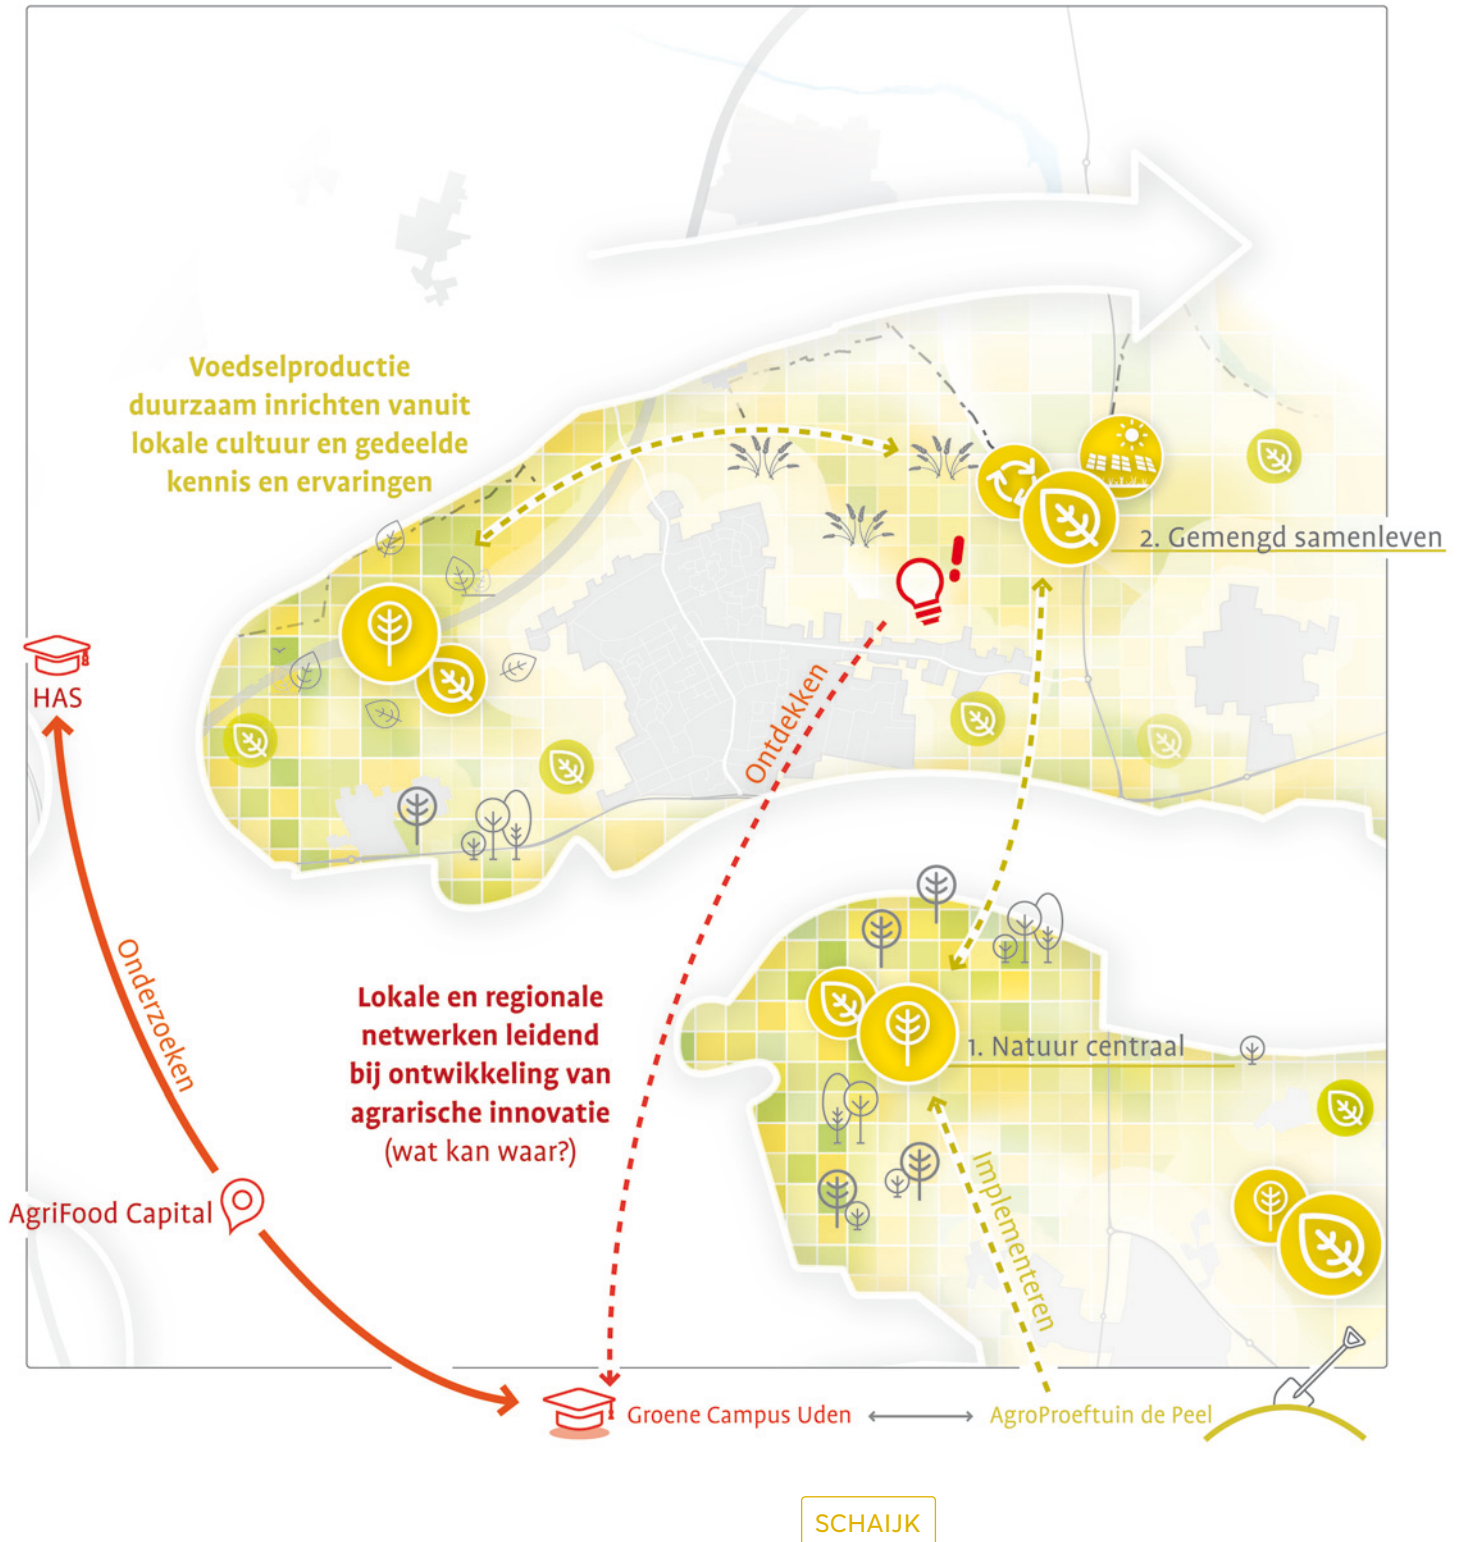 Voedselproductie
duurzaam inrichten vanuit
lokale cultuur en gedeelde
kennis en ervaringen
2. Gemengd samenleven
HAS
Ontdekken
Onderzoeken
Lokale en regionale
netwerken leidend
bij ontwikkeling van
agrarische innovatie
(wat kan waar?)
1. Natuur centraal
Implementeren
AgriFood Capital
Groene Campus Uden
AgroProeftuin de Peel
SCHAIJK